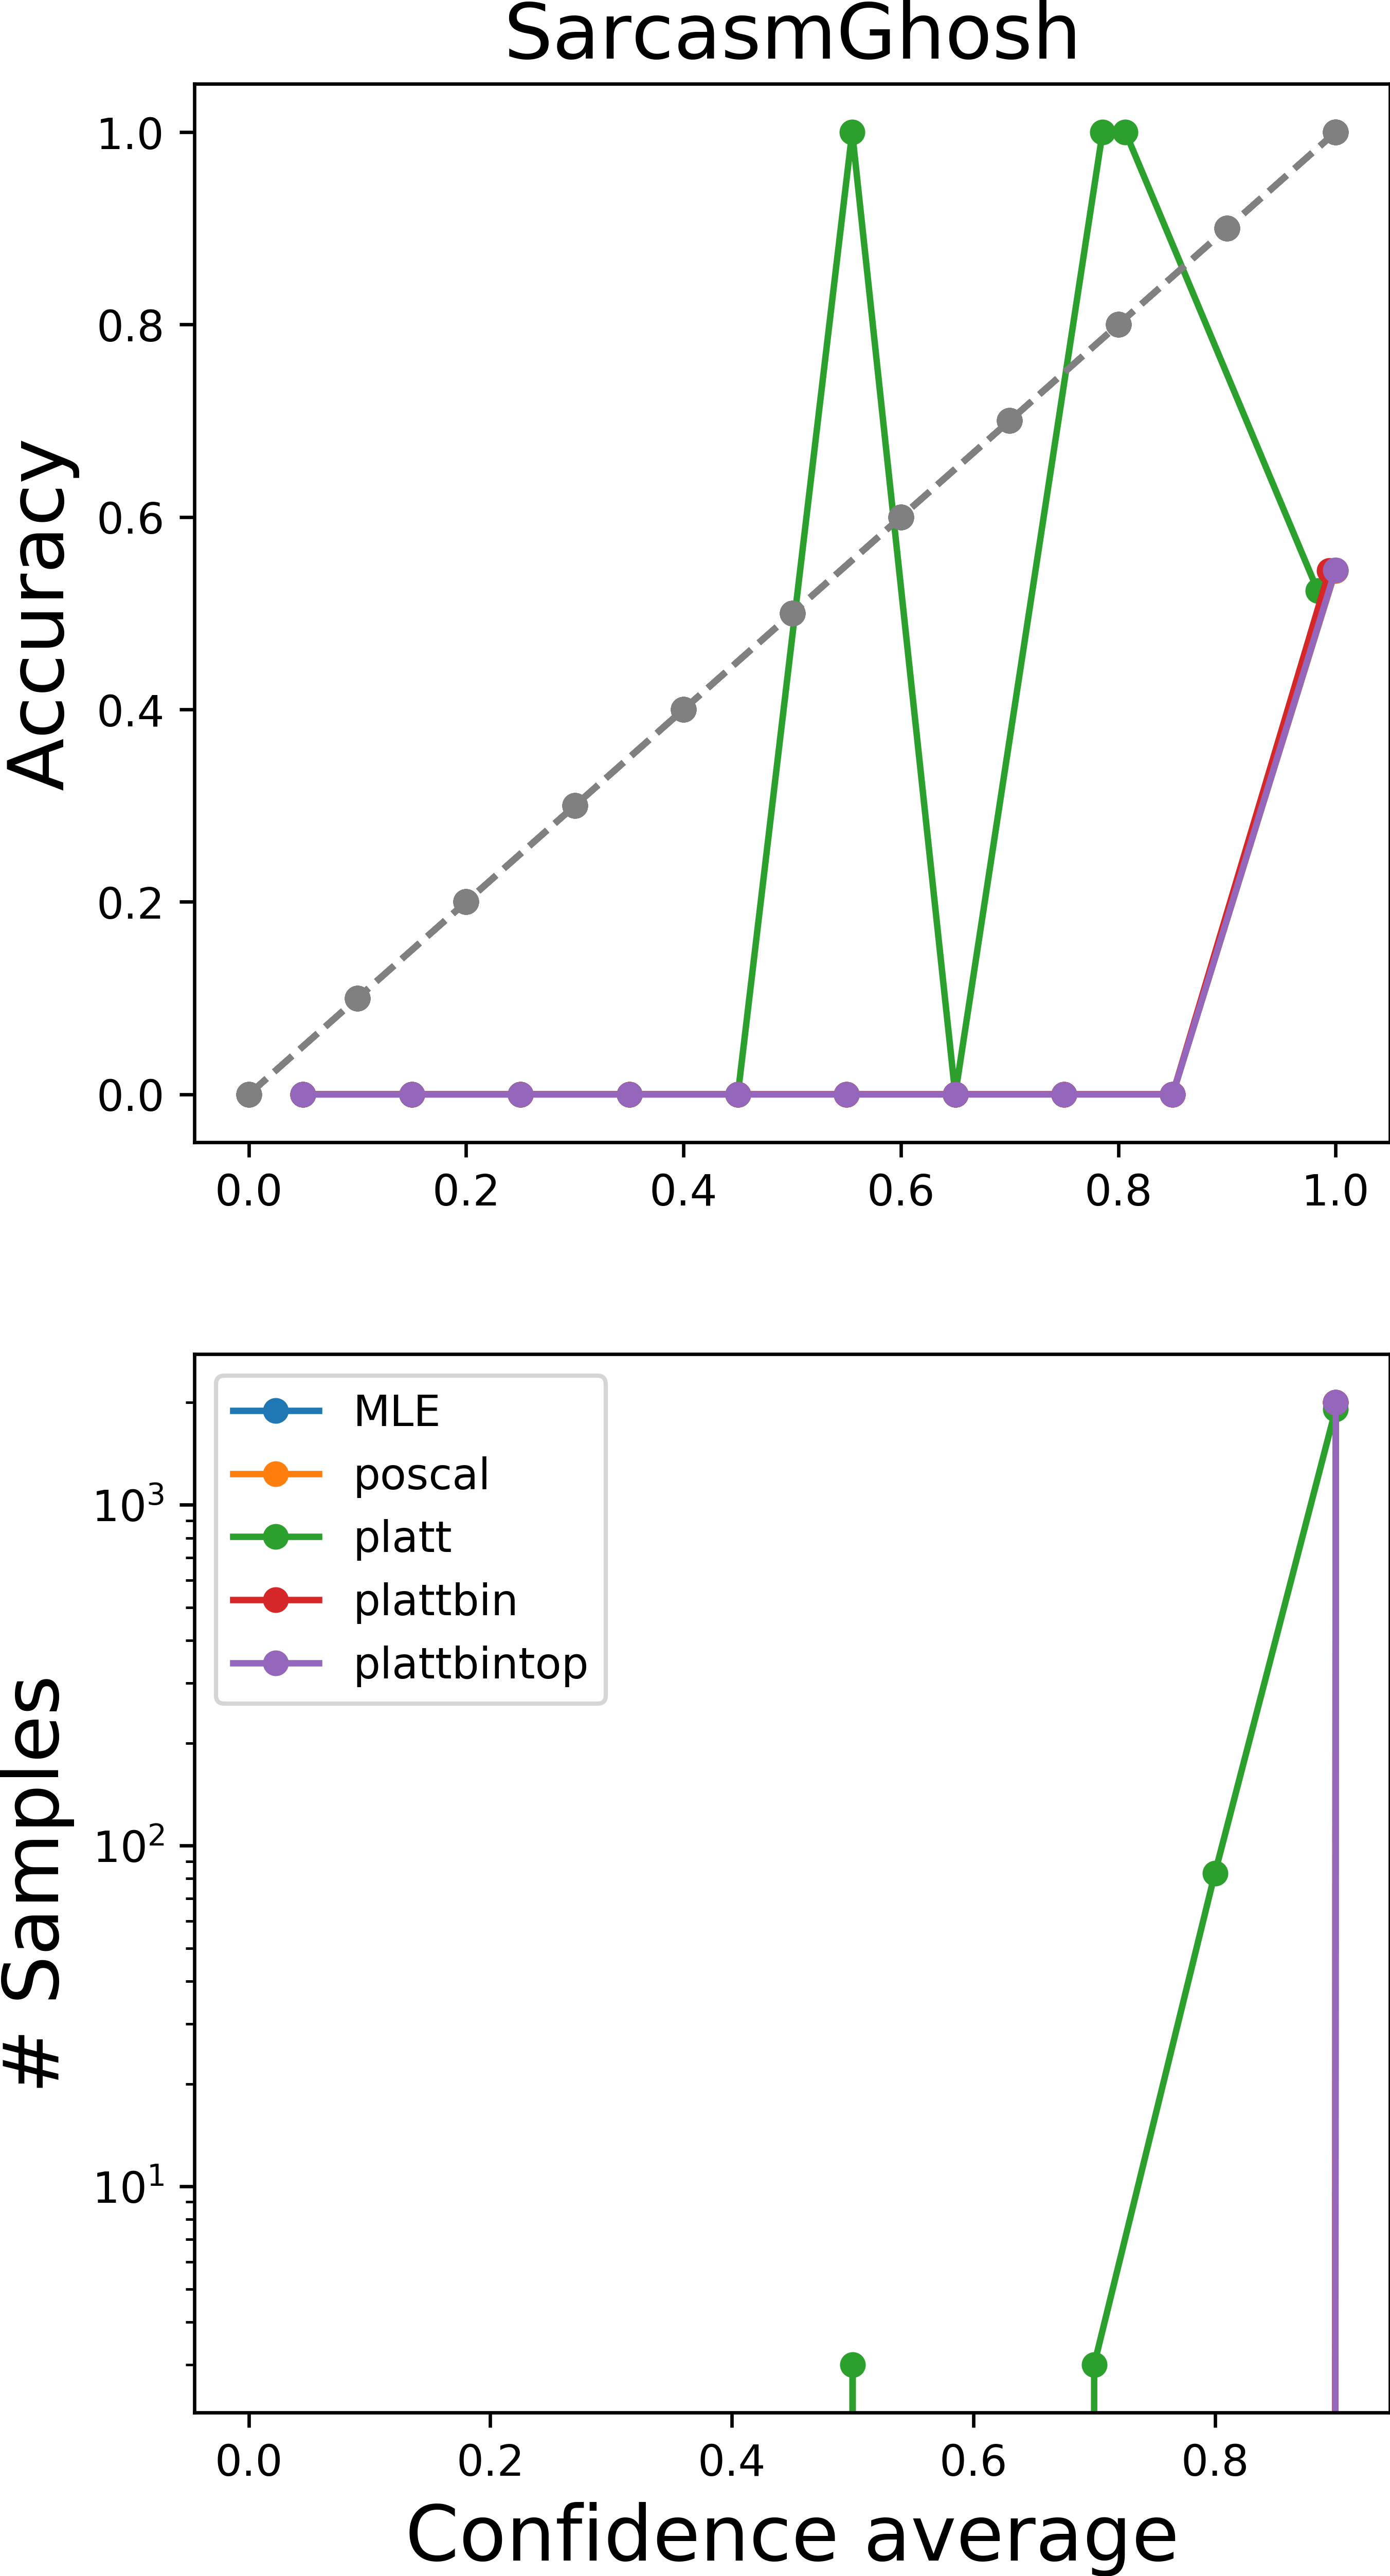 SarcasmGhosh
Accuracy
1.0
0.8
0.6
0.4
0.2
0.0
0.0 0.2 0.4 0.6 0.8 1.0
# Samples
MLE
poscal
platt
plattbin
plattbintop
10³
10²
10¹
0.0 0.2 0.4 0.6 0.8
Confidence average